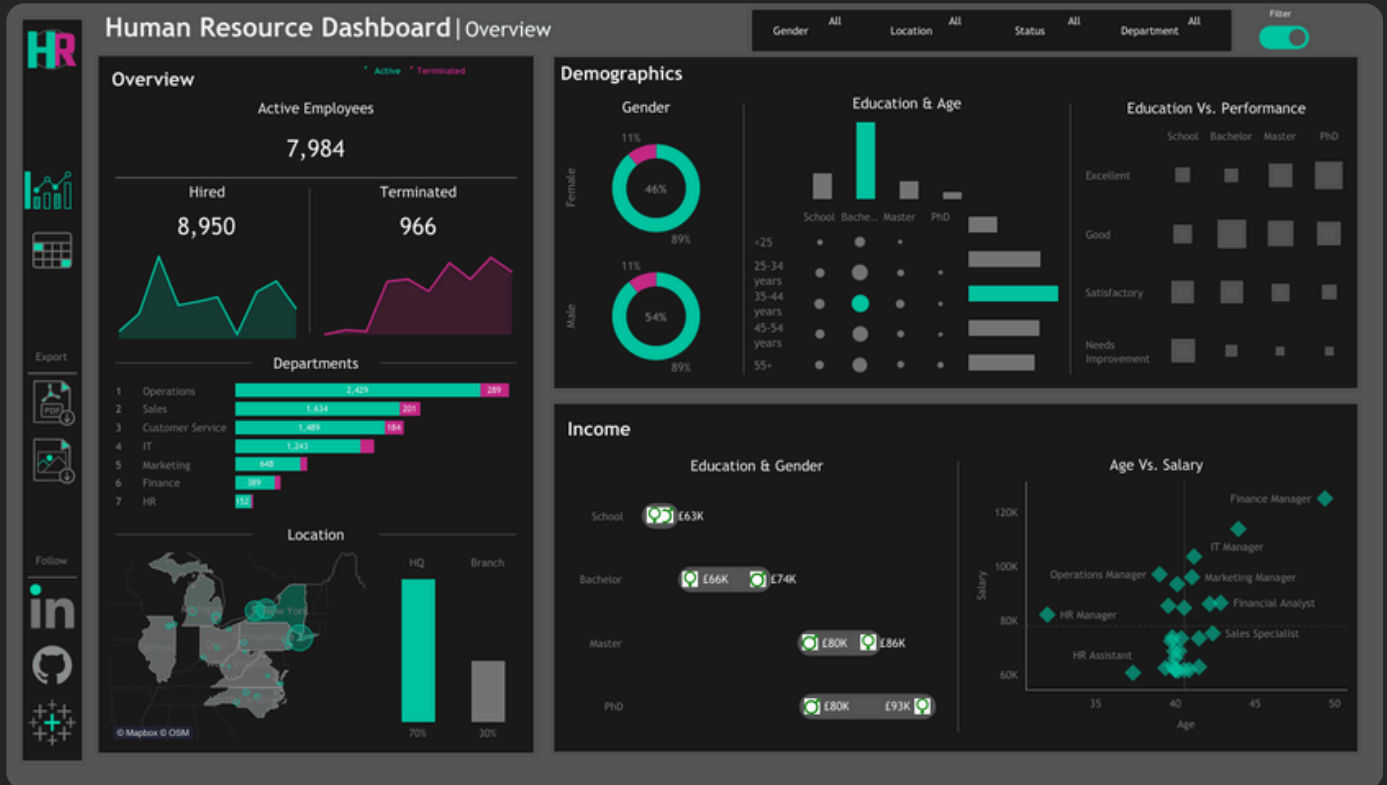 HR
Human Resource Dashboard | Overview
Gender All
Location All
Status All
Department All
Filter
Export
PDF
Follow
in
Overview
Active Terminated
Active Employees
7,984
Hired
8,950
Terminated
966
Departments
1 Operations 2,429 289
2 Sales 1,634 201
3 Customer Service 1,489 184
4 IT 1,243
5 Marketing 648
6 Finance 389
7 HR 152
Location
Michigan
New York
Illinois
HQ Branch
70% 30%
© Mapbox © OSM
Demographics
Gender
Female
11%
46%
89%
Male
11%
54%
89%
Education & Age
School Bache.. Master PhD
<25
25-34
years
35-44
years
45-54
years
55+
Education Vs. Performance
School Bachelor Master PhD
Excellent
Good
Satisfactory
Needs
Improvement
Income
Education & Gender
School £63K
Bachelor £66K £74K
Master £80K £86K
PhD £80K £93K
Age Vs. Salary
Salary
120K
100K
80K
60K
Finance Manager
IT Manager
Operations Manager
Marketing Manager
HR Manager
Financial Analyst
Sales Specialist
HR Assistant
35 40 45 50
Age